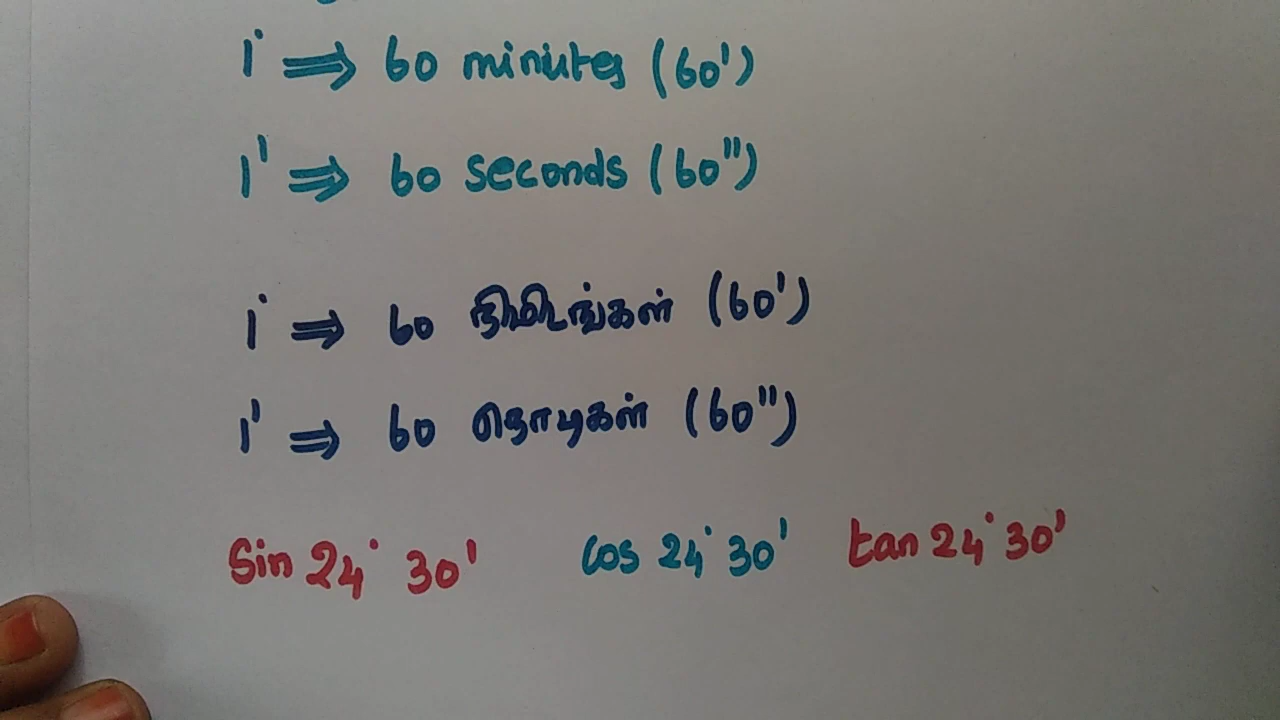 1° ⇒ 60 minutes (60')
1' ⇒ 60 seconds (60")
1° ⇒ 60 நிமிடங்கள் (60')
1' ⇒ 60 நொடிகள் (60")
Sin 24° 30' cos 24° 30' tan 24° 30'